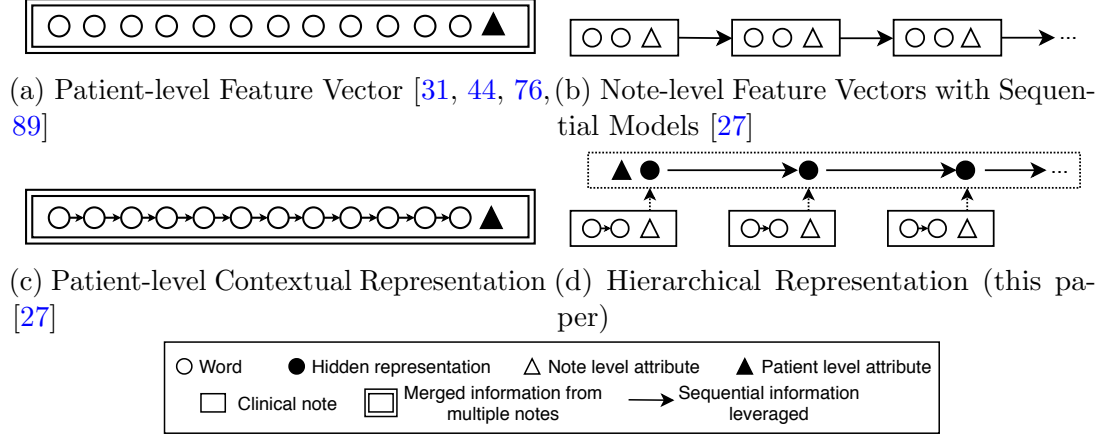 ...
(a) Patient-level Feature Vector [31, 44, 76, 89]
(b) Note-level Feature Vectors with Sequen-
tial Models [27]
...
(c) Patient-level Contextual Representation
[27]
(d) Hierarchical Representation (this pa-
per)
Word
Hidden representation
Note level attribute
Patient level attribute
Clinical note
Merged information from
multiple notes
Sequential information
leveraged